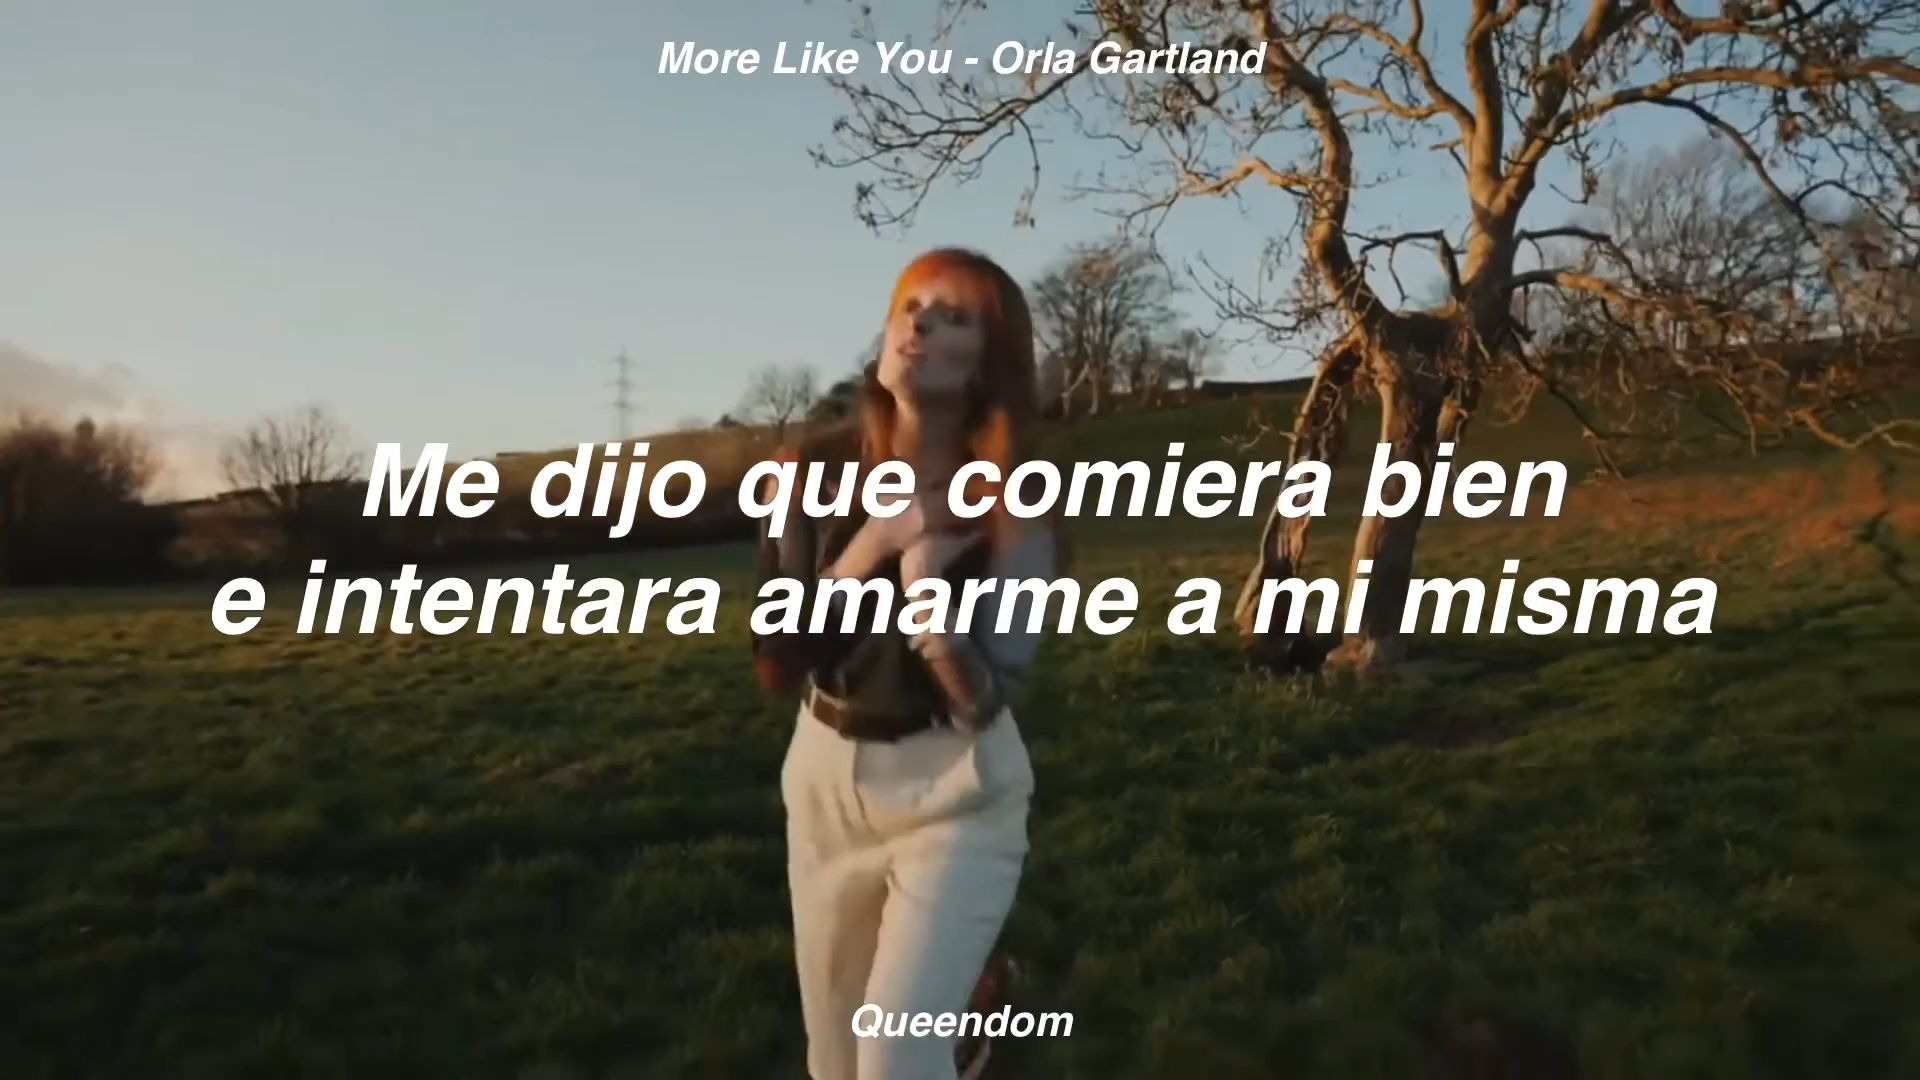 More Like You - Orla Gartland
Me dijo que comiera bien
e intentara amarme a mi misma
Queendom